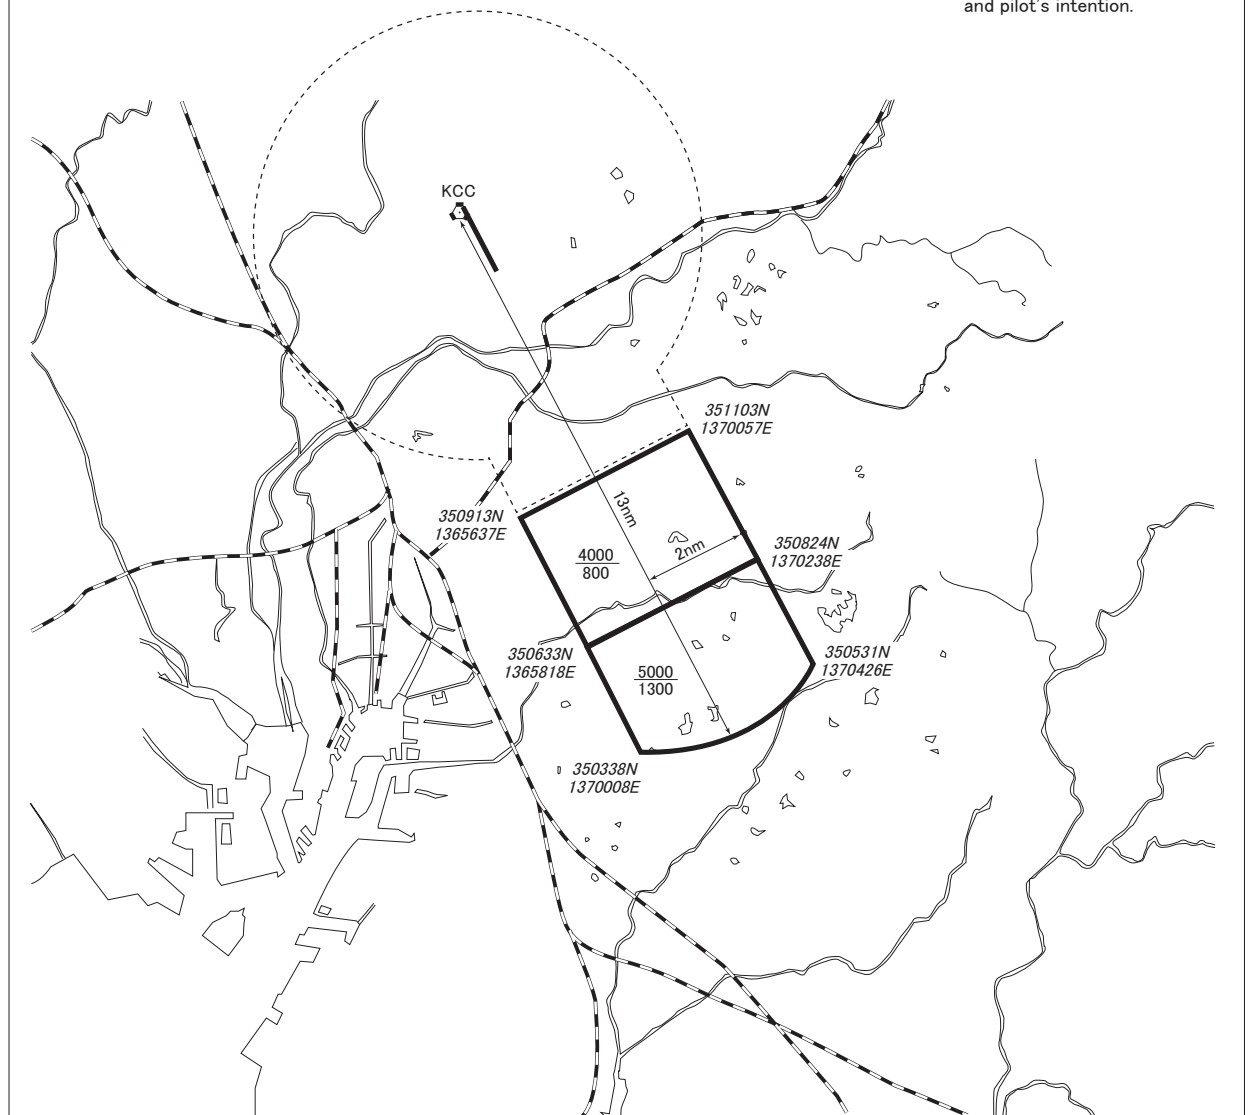 and pilot's intention.
KCC
351103N
1370057E
13nm
350913N
1365637E
2nm
350824N
1370238E
4000
800
350633N
1365818E
350531N
1370426E
5000
1300
350338N
1370008E